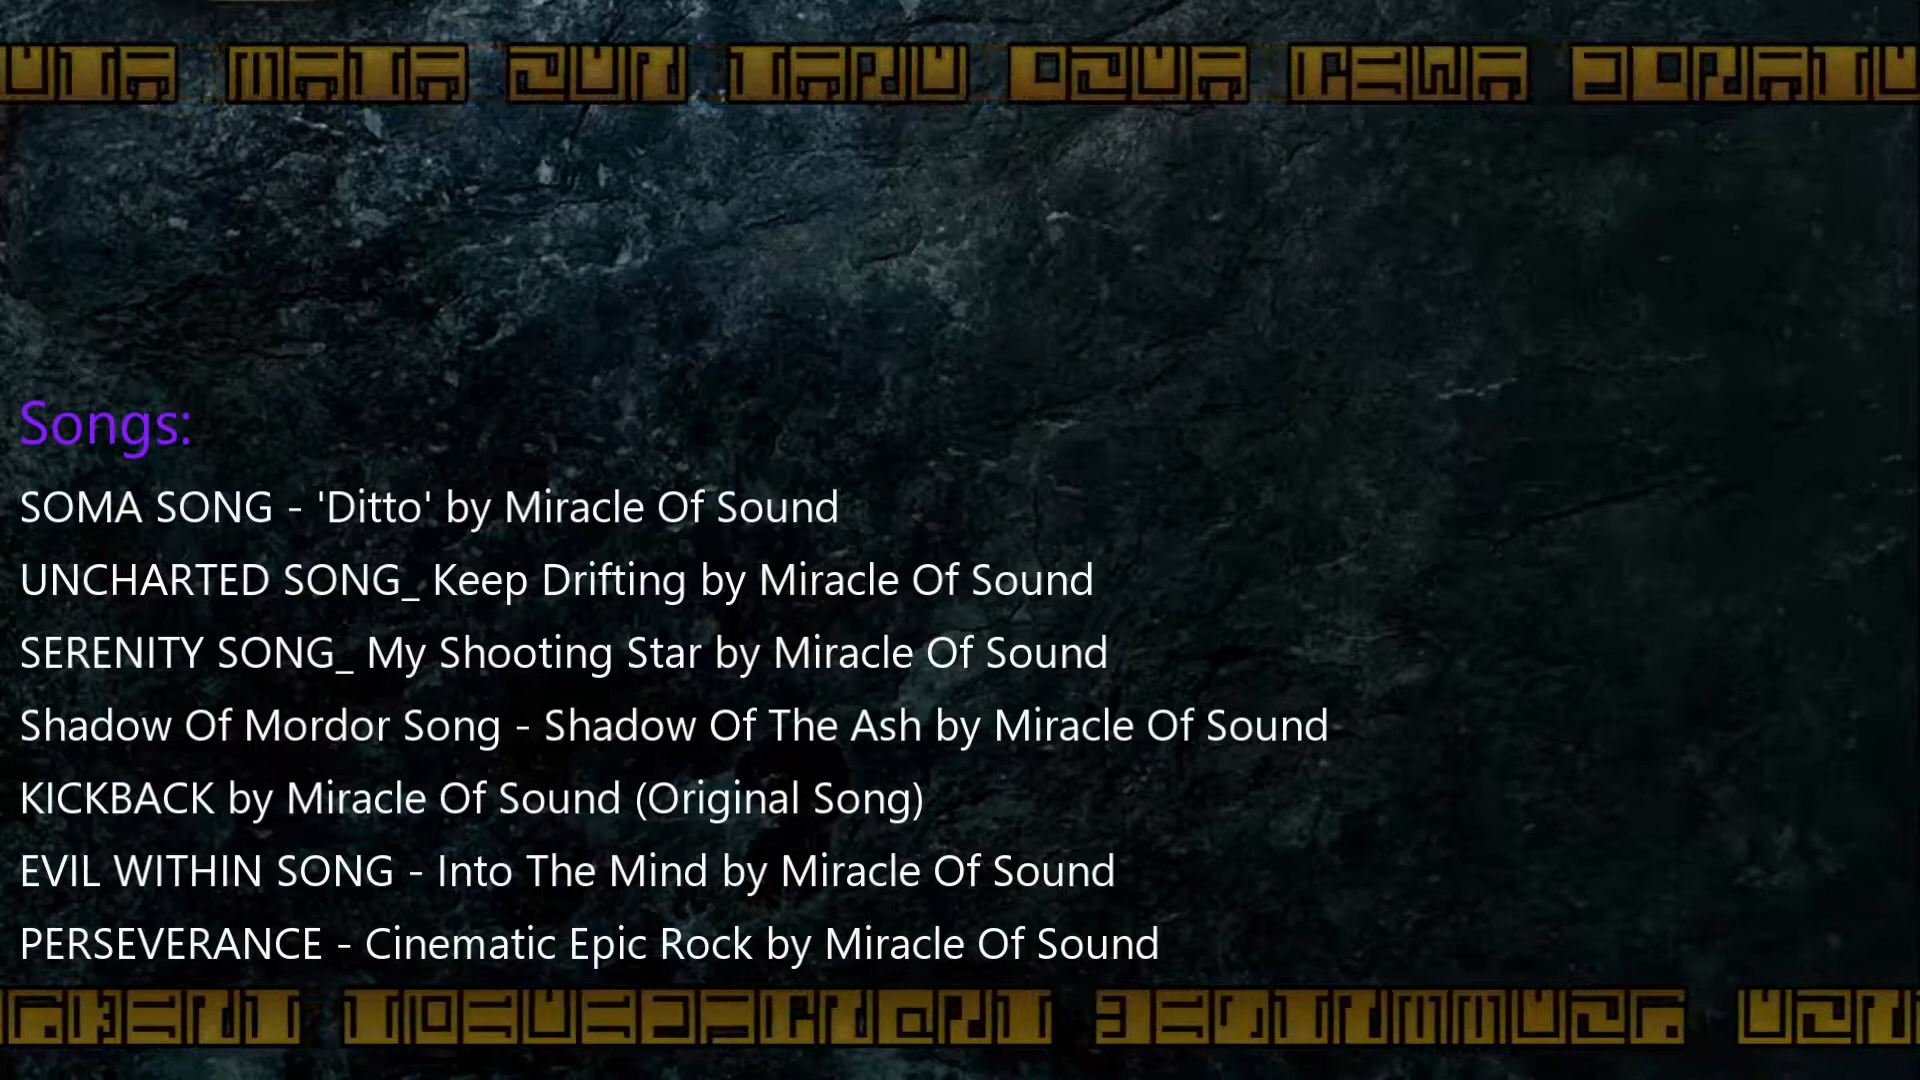 Songs:
SOMA SONG - 'Ditto' by Miracle Of Sound
UNCHARTED SONG_ Keep Drifting by Miracle Of Sound
SERENITY SONG_ My Shooting Star by Miracle Of Sound
Shadow Of Mordor Song - Shadow Of The Ash by Miracle Of Sound
KICKBACK by Miracle Of Sound (Original Song)
EVIL WITHIN SONG - Into The Mind by Miracle Of Sound
PERSEVERANCE - Cinematic Epic Rock by Miracle Of Sound